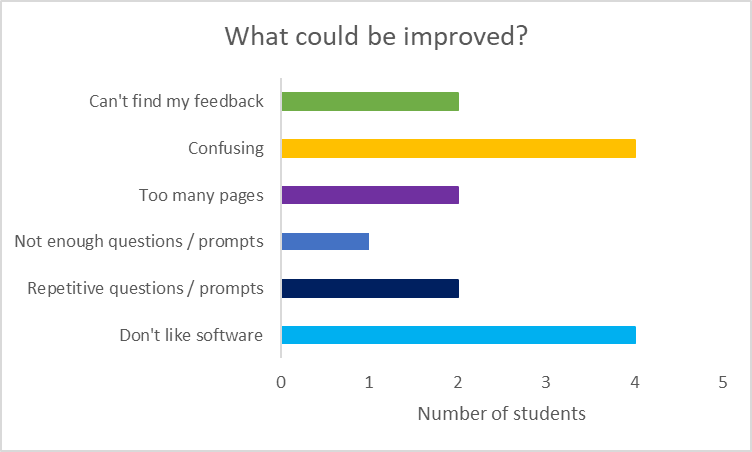 What could be improved?
Can't find my feedback
Confusing
Too many pages
Not enough questions / prompts
Repetitive questions / prompts
Don't like software
0 1 2 3 4 5
Number of students